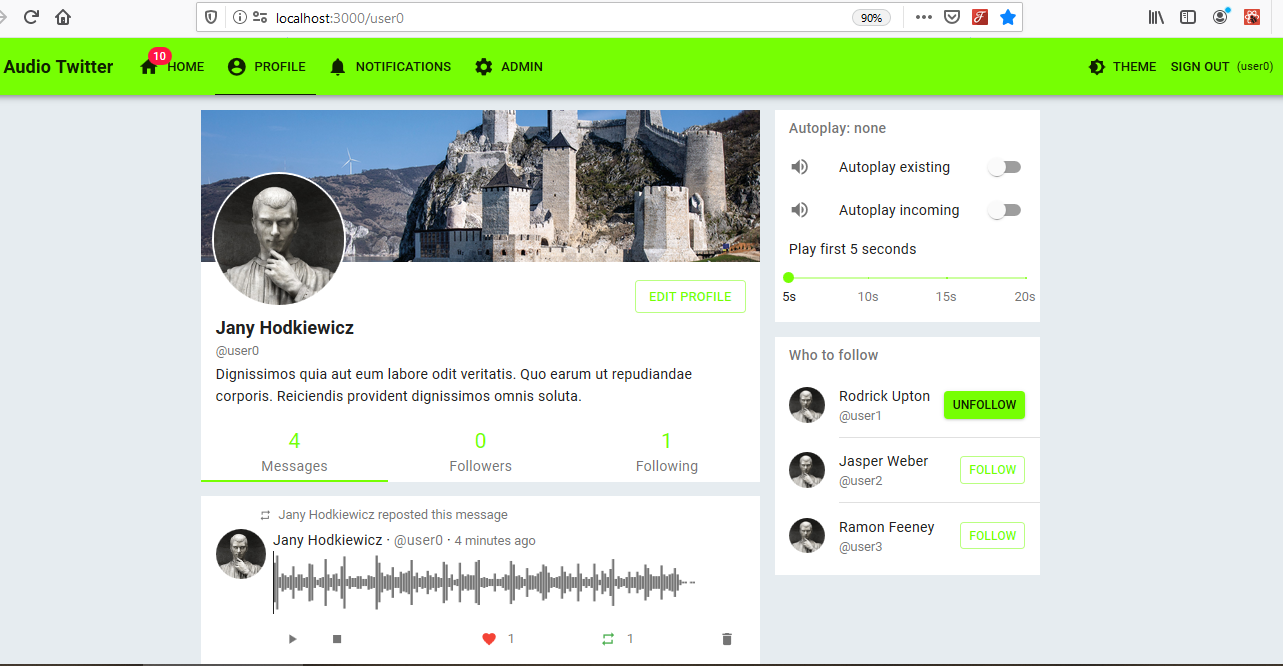 localhost:3000/user0
90%
Audio Twitter
10
HOME
PROFILE
NOTIFICATIONS
ADMIN
THEME
SIGN OUT
(user0)
Jany Hodkiewicz
@user0
EDIT PROFILE
Dignissimos quia aut eum labore odit veritatis. Quo earum ut repudiandae
corporis. Reiciendis provident dignissimos omnis soluta.
4
Messages
0
Followers
1
Following
Jany Hodkiewicz reposted this message
Jany Hodkiewicz · @user0 · 4 minutes ago
1
1
Autoplay: none
Autoplay existing
Autoplay incoming
Play first 5 seconds
5s
10s
15s
20s
Who to follow
Rodrick Upton
@user1
UNFOLLOW
Jasper Weber
@user2
FOLLOW
Ramon Feeney
@user3
FOLLOW